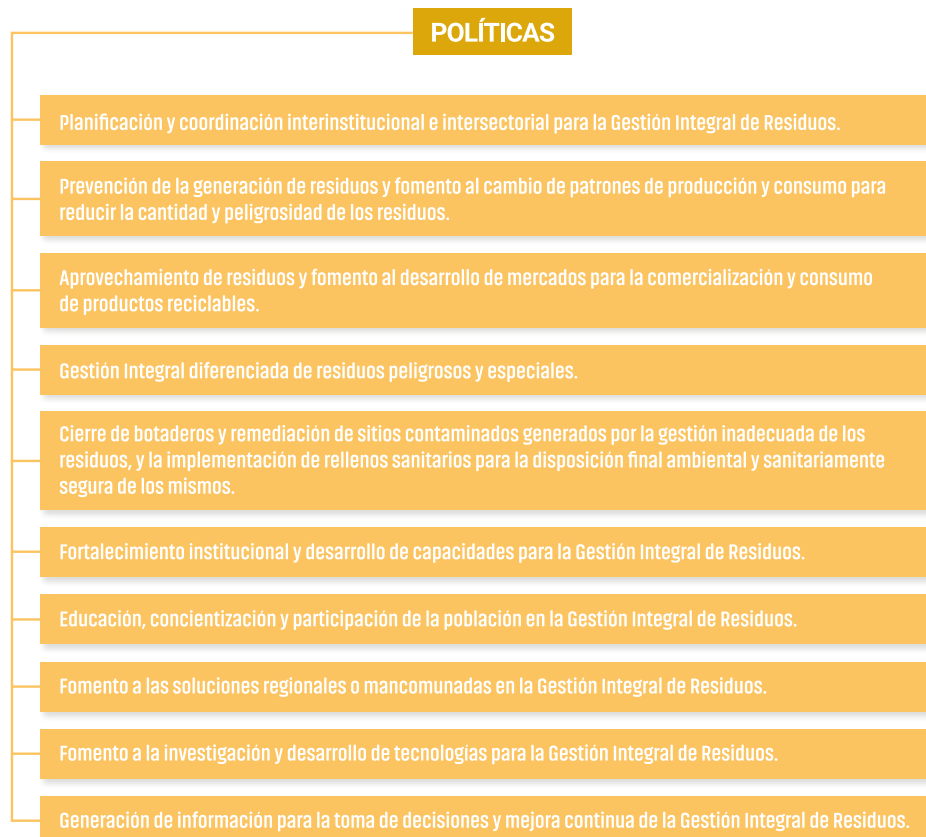 POLÍTICAS
Planificación y coordinación interinstitucional e intersectorial para la Gestión Integral de Residuos.
Prevención de la generación de residuos y fomento al cambio de patrones de producción y consumo para
reducir la cantidad y peligrosidad de los residuos.
Aprovechamiento de residuos y fomento al desarrollo de mercados para la comercialización y consumo
de productos reciclables.
Gestión Integral diferenciada de residuos peligrosos y especiales.
Cierre de botaderos y remediación de sitios contaminados generados por la gestión inadecuada de los
residuos, y la implementación de rellenos sanitarios para la disposición final ambiental y sanitariamente
segura de los mismos.
Fortalecimiento institucional y desarrollo de capacidades para la Gestión Integral de Residuos.
Educación, concientización y participación de la población en la Gestión Integral de Residuos.
Fomento a las soluciones regionales o mancomunadas en la Gestión Integral de Residuos.
Fomento a la investigación y desarrollo de tecnologías para la Gestión Integral de Residuos.
Generación de información para la toma de decisiones y mejora continua de la Gestión Integral de Residuos.